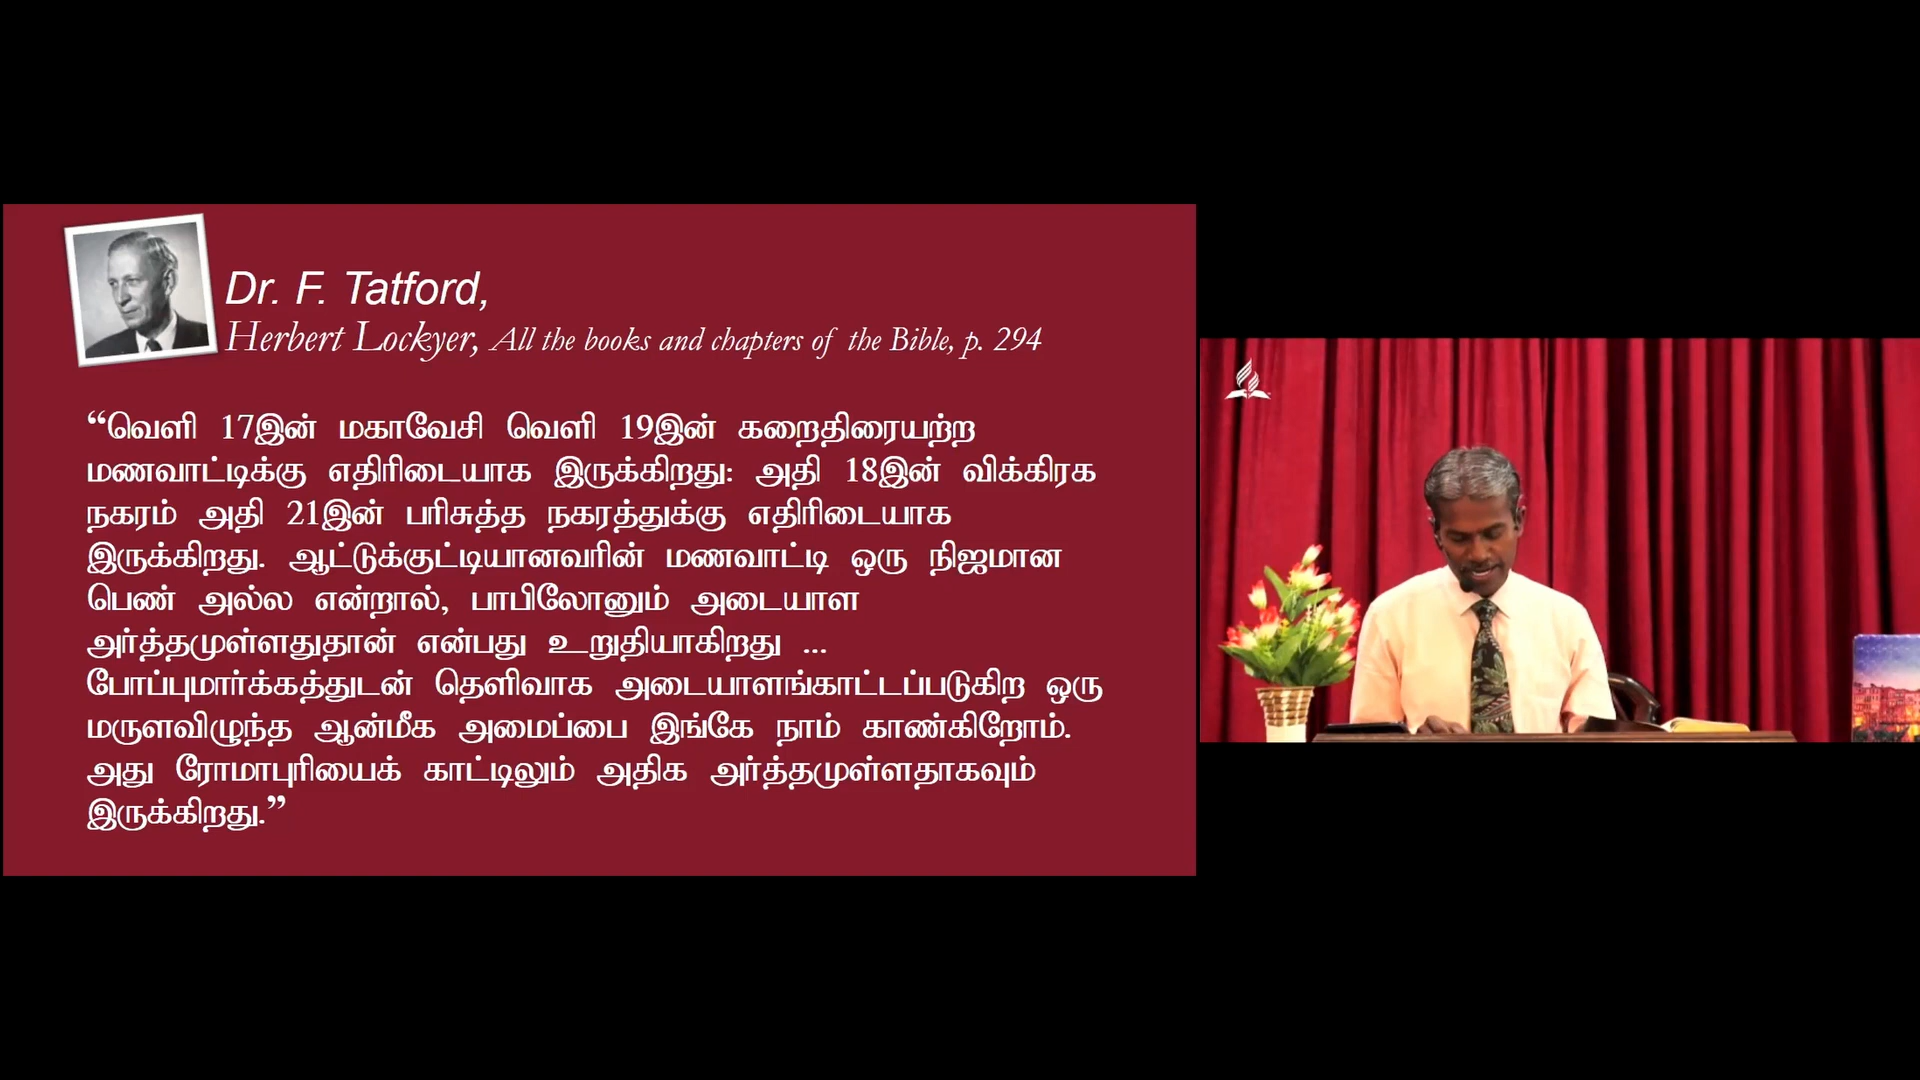 Dr. F. Tatford,
Herbert Lockyer, All the books and chapters of the Bible, p. 294
“வெளி 17இன் மகாவேசி வெளி 19இன் கறைதிரையற்ற
மணவாட்டிக்கு எதிரிடையாக இருக்கிறது: அதி 18இன் விக்கிரக
நகரம் அதி 21இன் பரிசுத்த நகரத்துக்கு எதிரிடையாக
இருக்கிறது. ஆட்டுக்குட்டியானவரின் மணவாட்டி ஒரு நிஜமான
பெண் அல்ல என்றால், பாபிலோனும் அடையாள
அர்த்தமுள்ளதுதான் என்பது உறுதியாகிறது ...
போப்புமார்க்கத்துடன் தெளிவாக அடையாளங்காட்டப்படுகிற ஒரு
மருளவிழுந்த ஆன்மீக அமைப்பை இங்கே நாம் காண்கிறோம்.
அது ரோமாபுரியைக் காட்டிலும் அதிக அர்த்தமுள்ளதாகவும்
இருக்கிறது.”